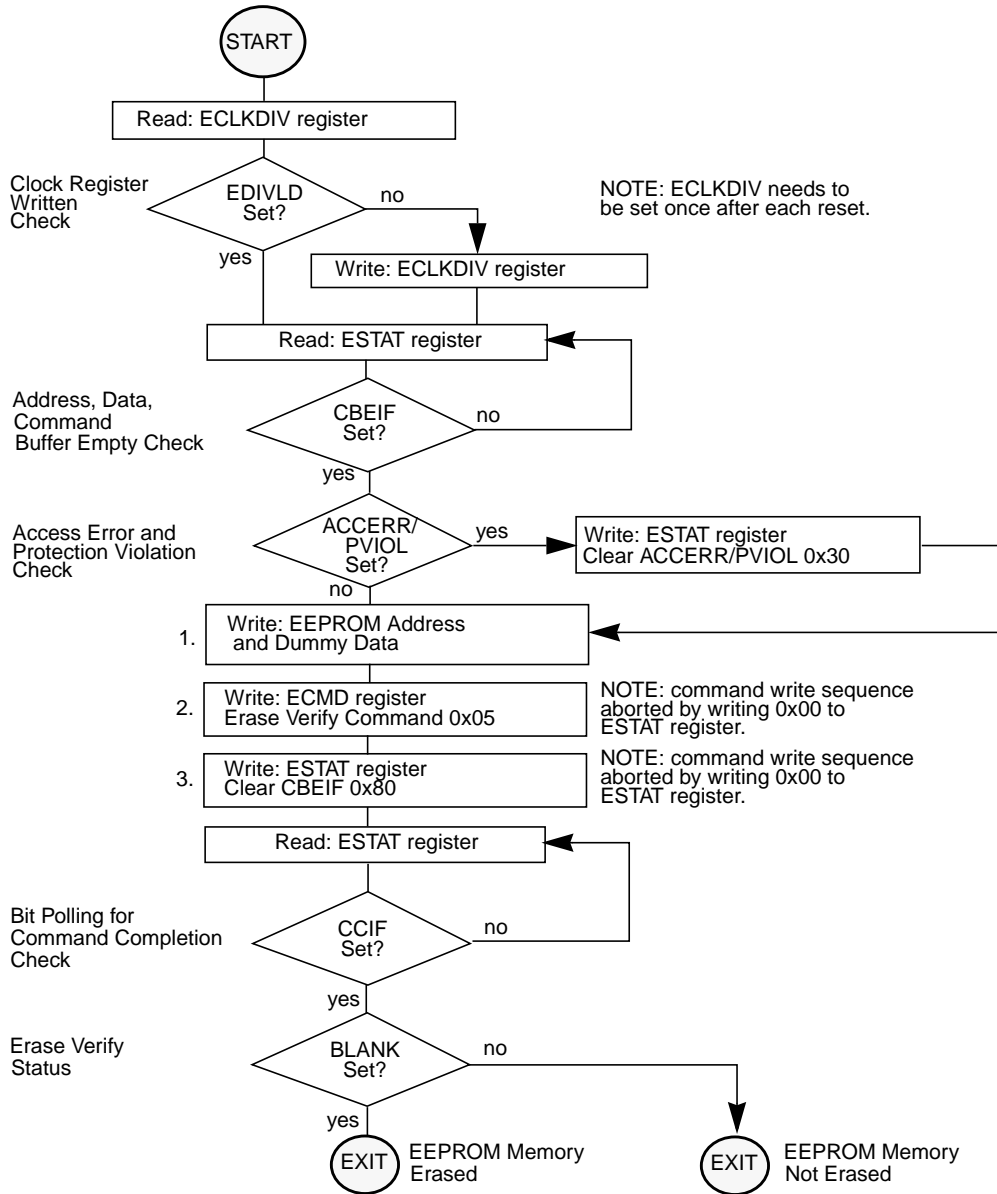 START
Read: ECLKDIV register
Clock Register
Written
Check
EDIVLD
Set?
no
yes
NOTE: ECLKDIV needs to
be set once after each reset.
Write: ECLKDIV register
Read: ESTAT register
Address, Data,
Command
Buffer Empty Check
CBEIF
Set?
no
yes
Access Error and
Protection Violation
Check
ACCERR/
PVIOL
Set?
yes
no
Write: ESTAT register
Clear ACCERR/PVIOL 0x30
1.
Write: EEPROM Address
and Dummy Data
2.
Write: ECMD register
Erase Verify Command 0x05
NOTE: command write sequence
aborted by writing 0x00 to
ESTAT register.
3.
Write: ESTAT register
Clear CBEIF 0x80
NOTE: command write sequence
aborted by writing 0x00 to
ESTAT register.
Read: ESTAT register
Bit Polling for
Command Completion
Check
CCIF
Set?
no
yes
Erase Verify
Status
BLANK
Set?
no
yes
EXIT
EEPROM Memory
Erased
EXIT
EEPROM Memory
Not Erased